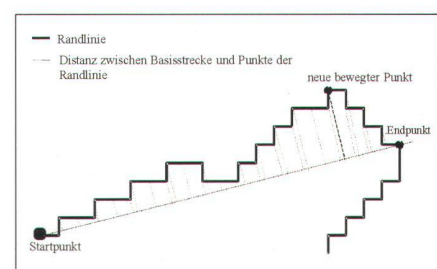 Randlinie
Distanz zwischen Basisstrecke und Punkte der
Randlinie
neue bewegter Punkt
Endpunkt
Startpunkt